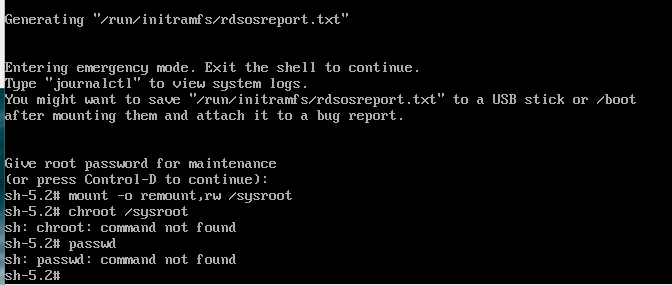 Generating "/run/initramfs/rdsosreport.txt"
Entering emergency mode. Exit the shell to continue.
Type "journalctl" to view system logs.
You might want to save "/run/initramfs/rdsosreport.txt" to a USB stick or /boot
after mounting them and attach it to a bug report.
Give root password for maintenance
(or press Control-D to continue):
sh-5.2# mount -o remount,rw /sysroot
sh-5.2# chroot /sysroot
sh: chroot: command not found
sh-5.2# passwd
sh: passwd: command not found
sh-5.2#